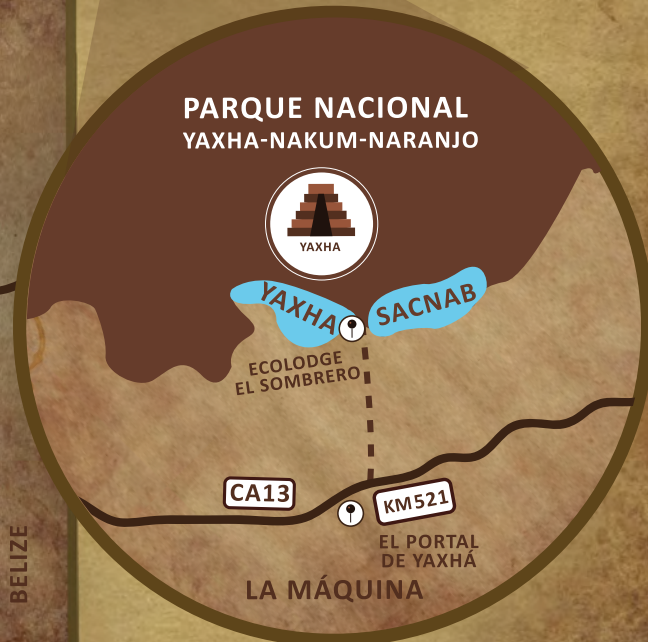 PARQUE NACIONAL
YAXHA-NAKUM-NARANJO
YAXHA
YAXHA
SACNAB
ECOLODGE
EL SOMBRERO
CA13
KM521
EL PORTAL
DE YAXHÁ
LA MÁQUINA
BELIZE